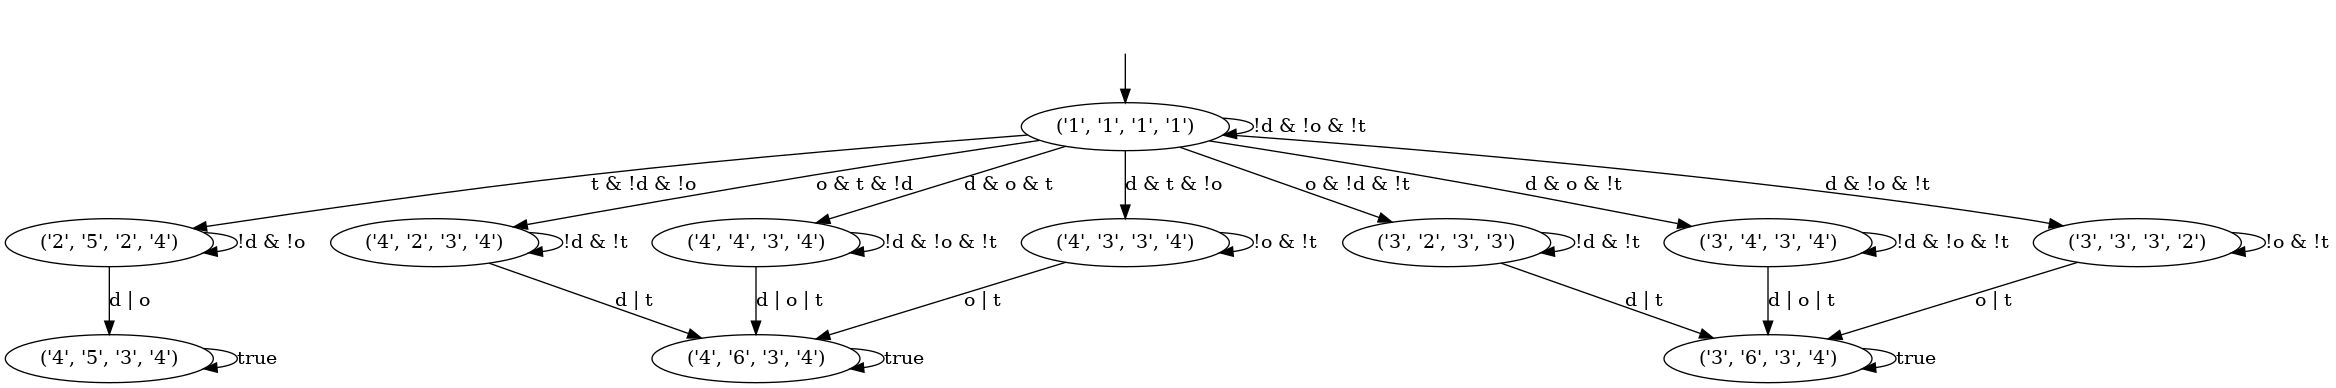 ('1', '1', '1', '1')
!d & !o & !t
t & !d & !o
o & t & !d
d & o & t
d & t & !o
o & !d & !t
d & o & !t
d & !o & !t
('2', '5', '2', '4')
!d & !o
('4', '2', '3', '4')
!d & !t
('4', '4', '3', '4')
!d & !o & !t
('4', '3', '3', '4')
!o & !t
('3', '2', '3', '3')
!d & !t
('3', '4', '3', '4')
!d & !o & !t
('3', '3', '3', '2')
!o & !t
d | o
d | t
d | o | t
o | t
d | t
d | o | t
o | t
('4', '5', '3', '4')
true
('4', '6', '3', '4')
true
('3', '6', '3', '4')
true